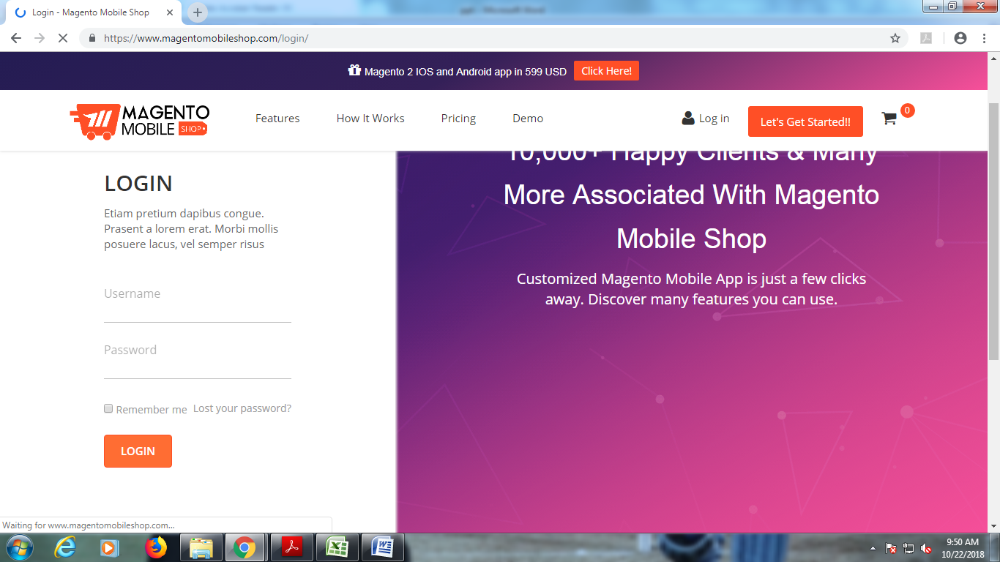 Login - Magento Mobile Shop
https://www.magentomobileshop.com/login/
Magento 2 IOS and Android app in 599 USD Click Here!
MAGENTO
MOBILE SHOP
Features How It Works Pricing Demo Log in Let's Get Started!! 0
LOGIN
Etiam pretium dapibus congue.
Prasent a lorem erat. Morbi mollis
posuere lacus, vel semper risus
Username
Password
Remember me Lost your password?
LOGIN
10,000+ Happy Clients & Many
More Associated With Magento
Mobile Shop
Customized Magento Mobile App is just a few clicks
away. Discover many features you can use.
Waiting for www.magentomobileshop.com...
9:50 AM
10/22/2018